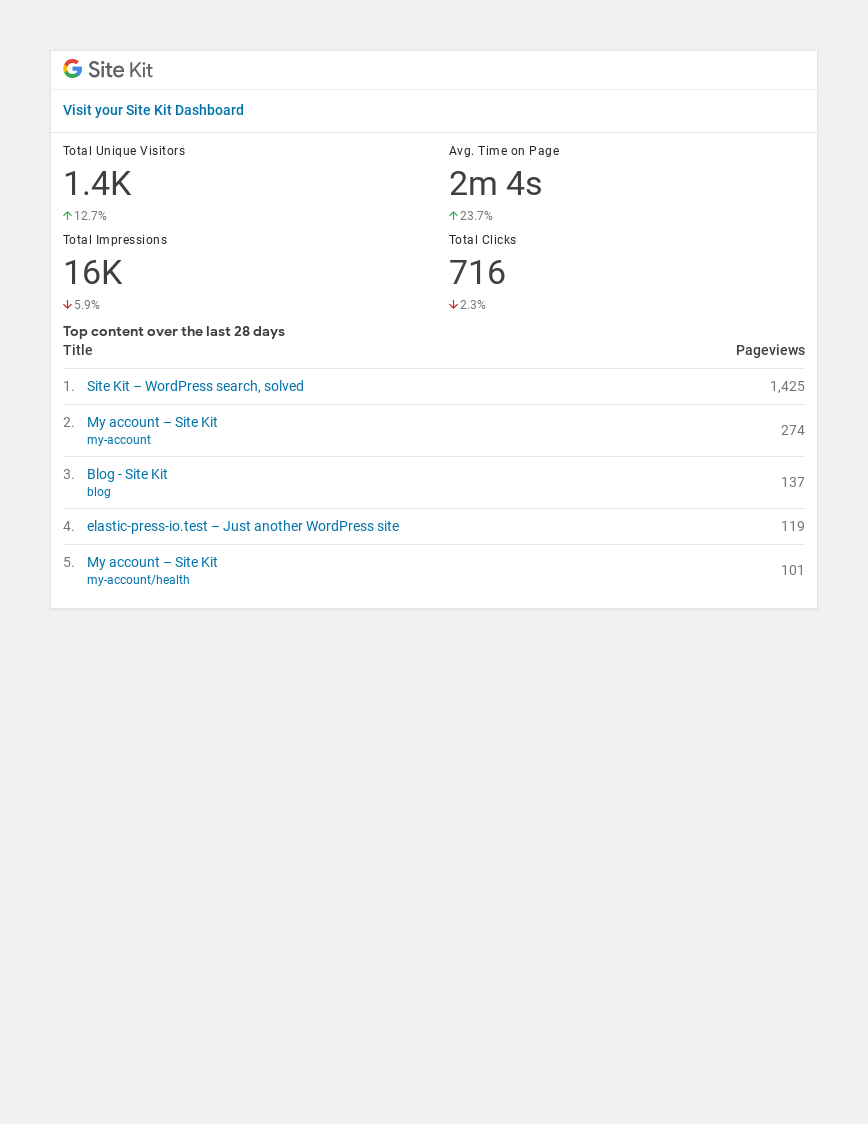 Site Kit
Visit your Site Kit Dashboard
Total Unique Visitors
1.4K
12.7%
Avg. Time on Page
2m 4s
23.7%
Total Impressions
16K
5.9%
Total Clicks
716
2.3%
Top content over the last 28 days
Title Pageviews
1. Site Kit – WordPress search, solved 1,425
2. My account – Site Kit 274
my-account
3. Blog - Site Kit 137
blog
4. elastic-press-io.test – Just another WordPress site 119
5. My account – Site Kit 101
my-account/health